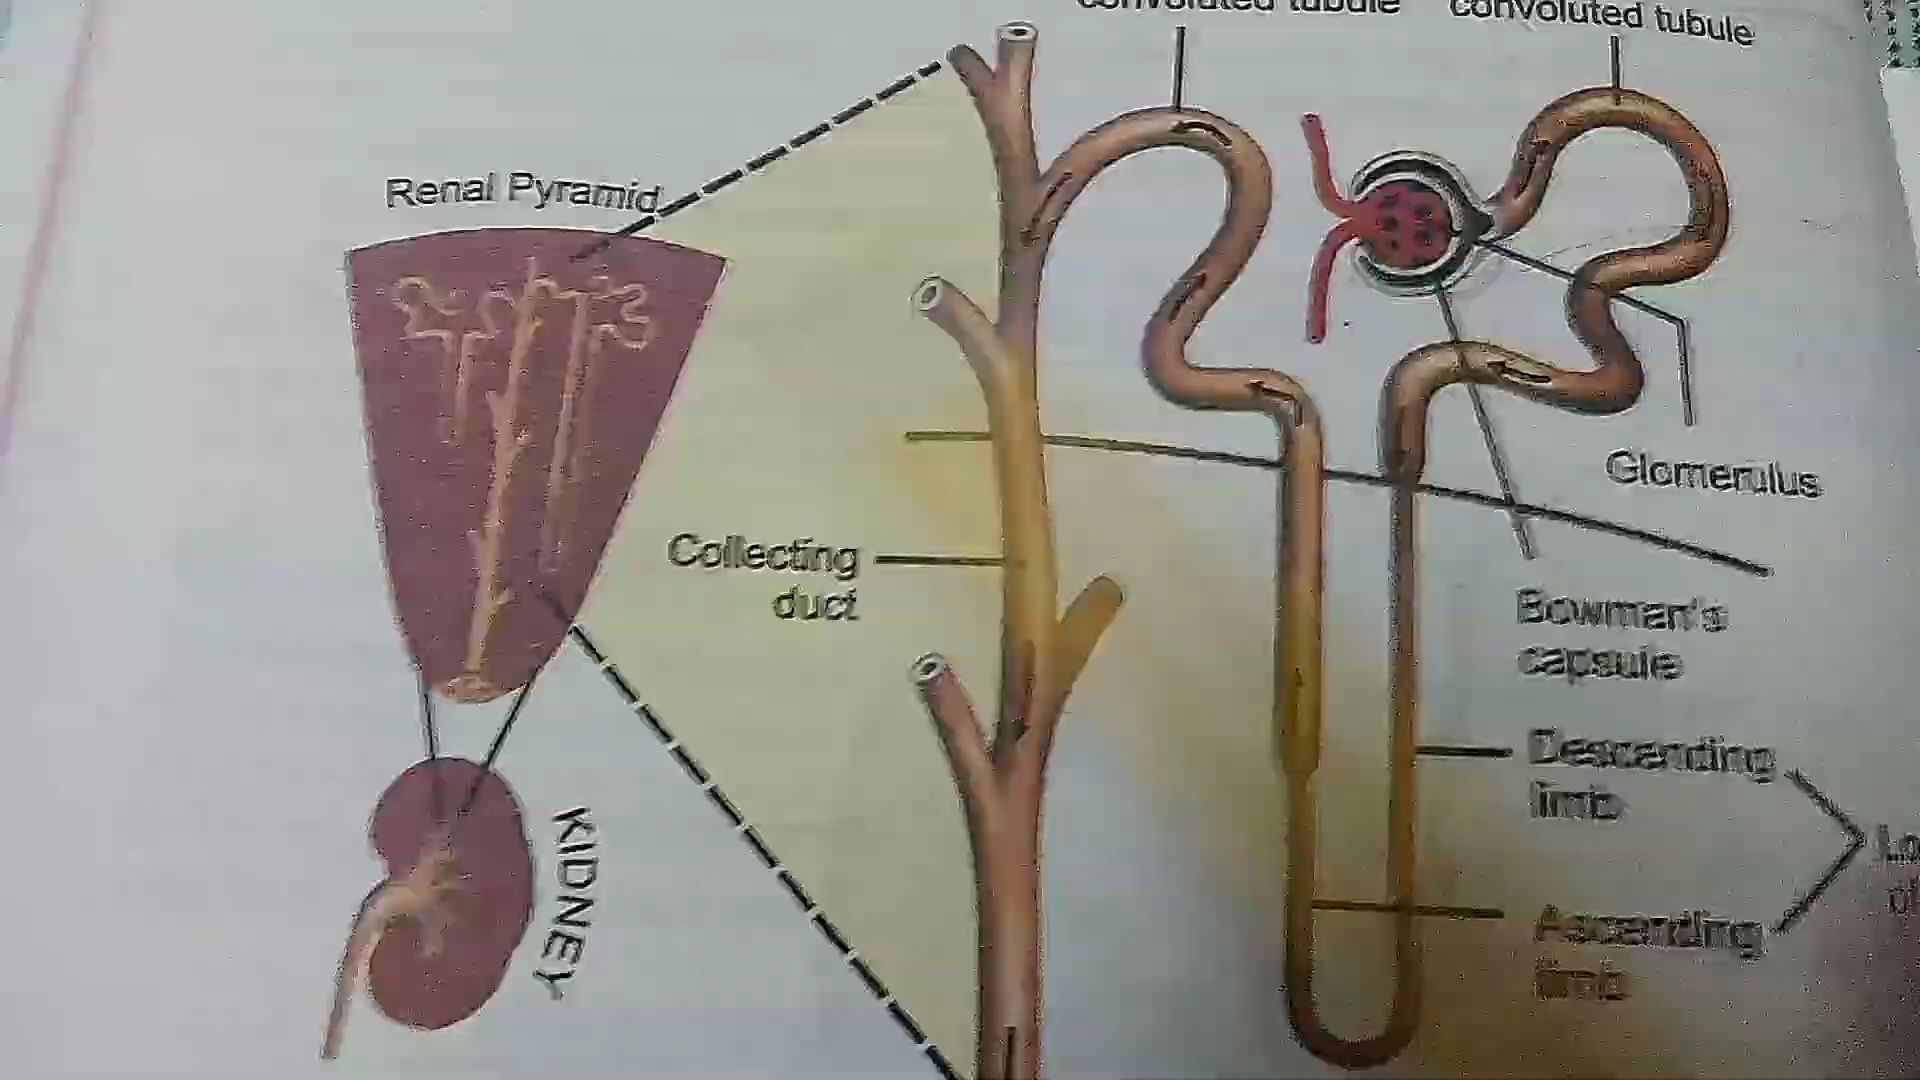 convoluted tubule convoluted tubule
Renal Pyramid
Glomerulus
Collecting
duct
Bowman's
capsule
Descending
limb
KIDNEY
Ascending
limb